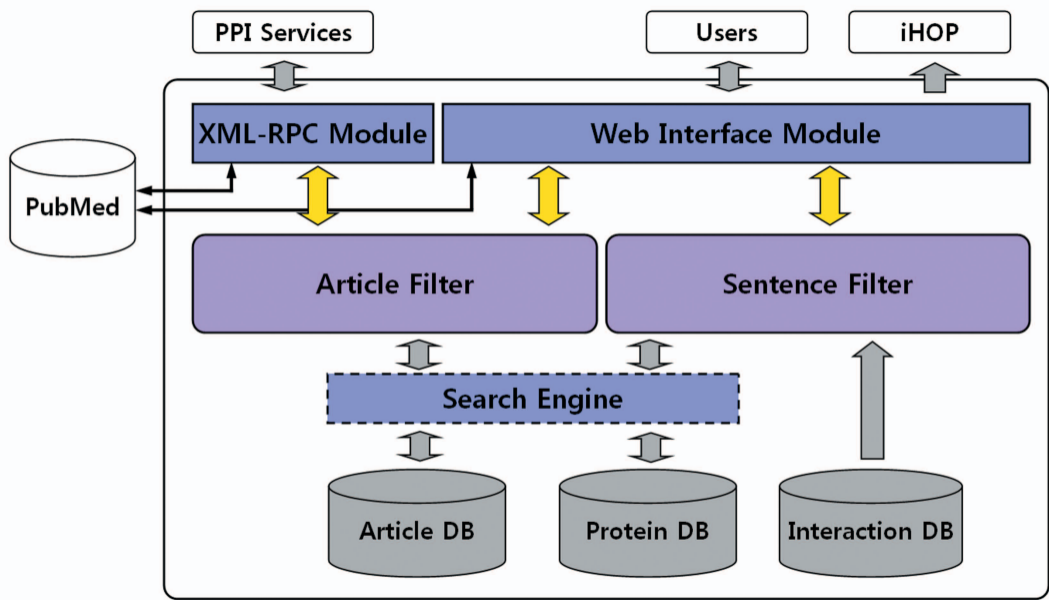 PPI Services
Users
iHOP
XML-RPC Module
Web Interface Module
PubMed
Article Filter
Sentence Filter
Search Engine
Article DB
Protein DB
Interaction DB